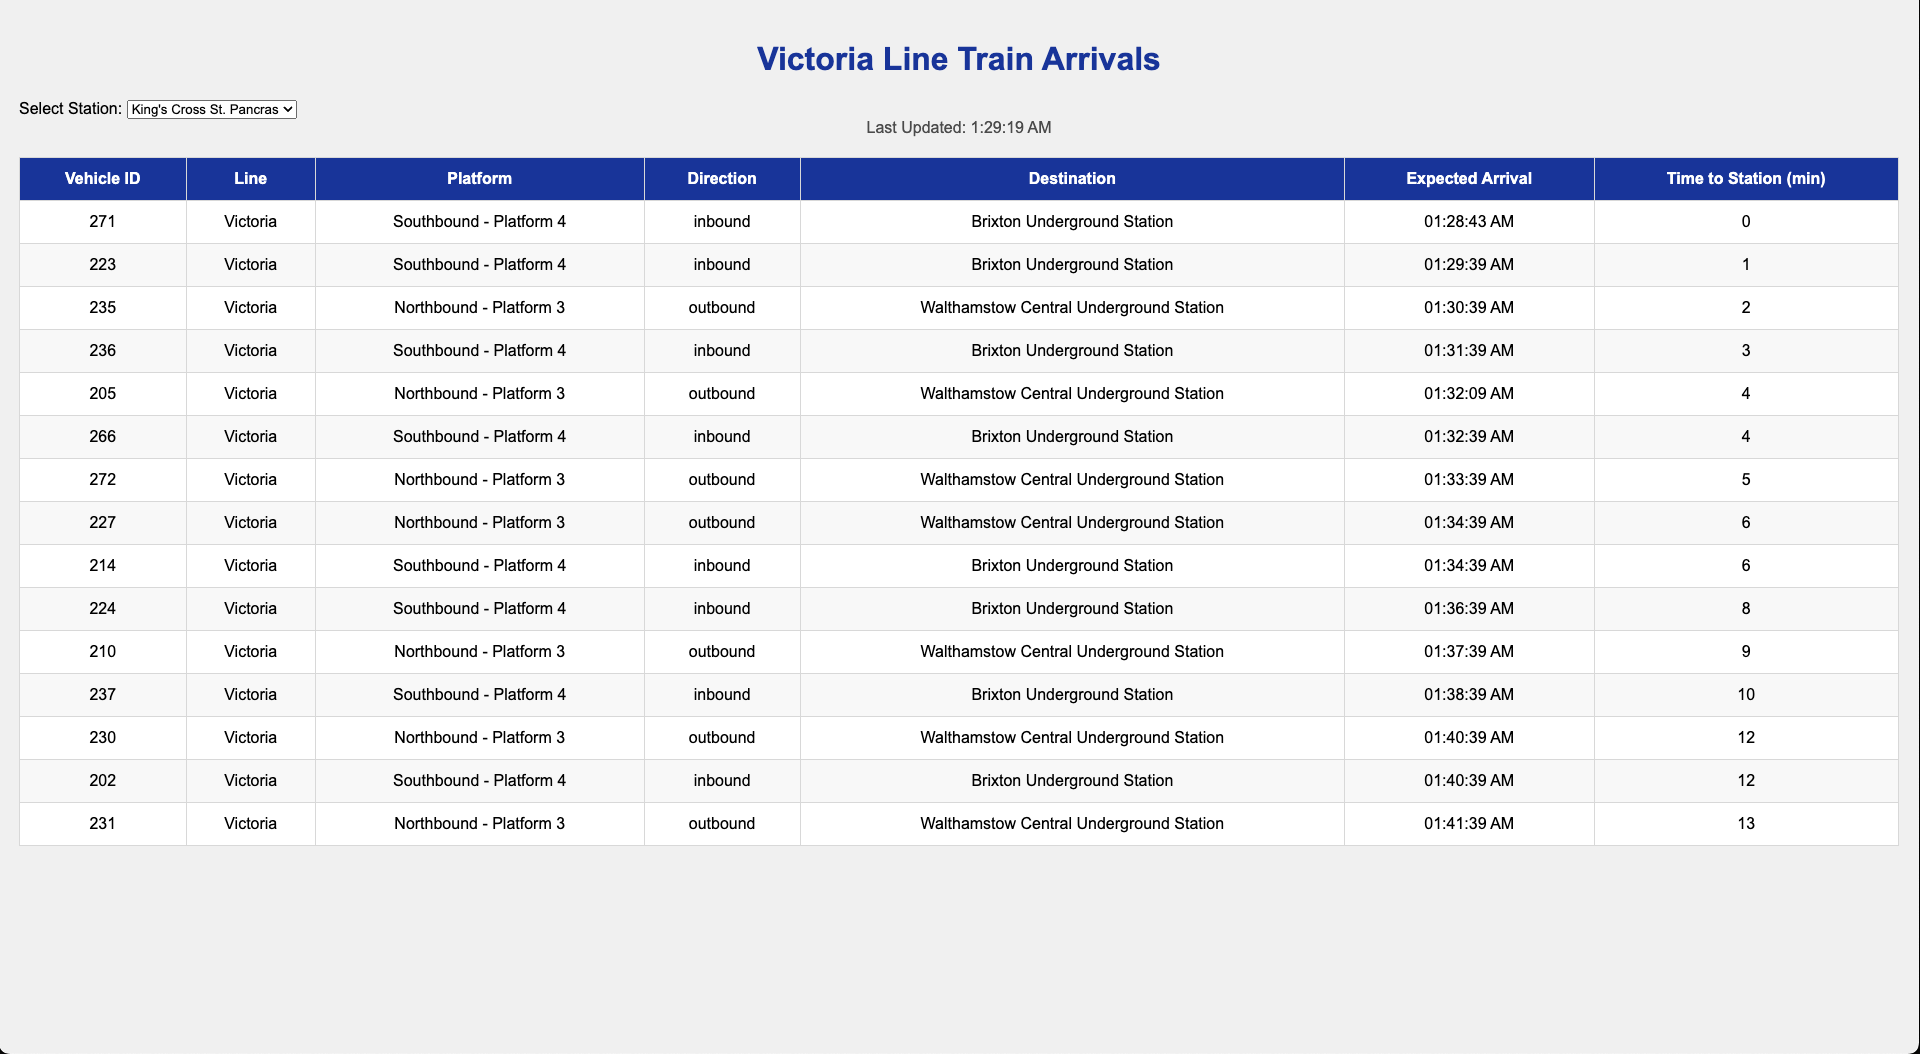 Victoria Line Train Arrivals
Select Station: King's Cross St. Pancras
Last Updated: 1:29:19 AM
Vehicle ID Line Platform Direction Destination Expected Arrival Time to Station (min)
271 Victoria Southbound - Platform 4 inbound Brixton Underground Station 01:28:43 AM 0
223 Victoria Southbound - Platform 4 inbound Brixton Underground Station 01:29:39 AM 1
235 Victoria Northbound - Platform 3 outbound Walthamstow Central Underground Station 01:30:39 AM 2
236 Victoria Southbound - Platform 4 inbound Brixton Underground Station 01:31:39 AM 3
205 Victoria Northbound - Platform 3 outbound Walthamstow Central Underground Station 01:32:09 AM 4
266 Victoria Southbound - Platform 4 inbound Brixton Underground Station 01:32:39 AM 4
272 Victoria Northbound - Platform 3 outbound Walthamstow Central Underground Station 01:33:39 AM 5
227 Victoria Northbound - Platform 3 outbound Walthamstow Central Underground Station 01:34:39 AM 6
214 Victoria Southbound - Platform 4 inbound Brixton Underground Station 01:34:39 AM 6
224 Victoria Southbound - Platform 4 inbound Brixton Underground Station 01:36:39 AM 8
210 Victoria Northbound - Platform 3 outbound Walthamstow Central Underground Station 01:37:39 AM 9
237 Victoria Southbound - Platform 4 inbound Brixton Underground Station 01:38:39 AM 10
230 Victoria Northbound - Platform 3 outbound Walthamstow Central Underground Station 01:40:39 AM 12
202 Victoria Southbound - Platform 4 inbound Brixton Underground Station 01:40:39 AM 12
231 Victoria Northbound - Platform 3 outbound Walthamstow Central Underground Station 01:41:39 AM 13